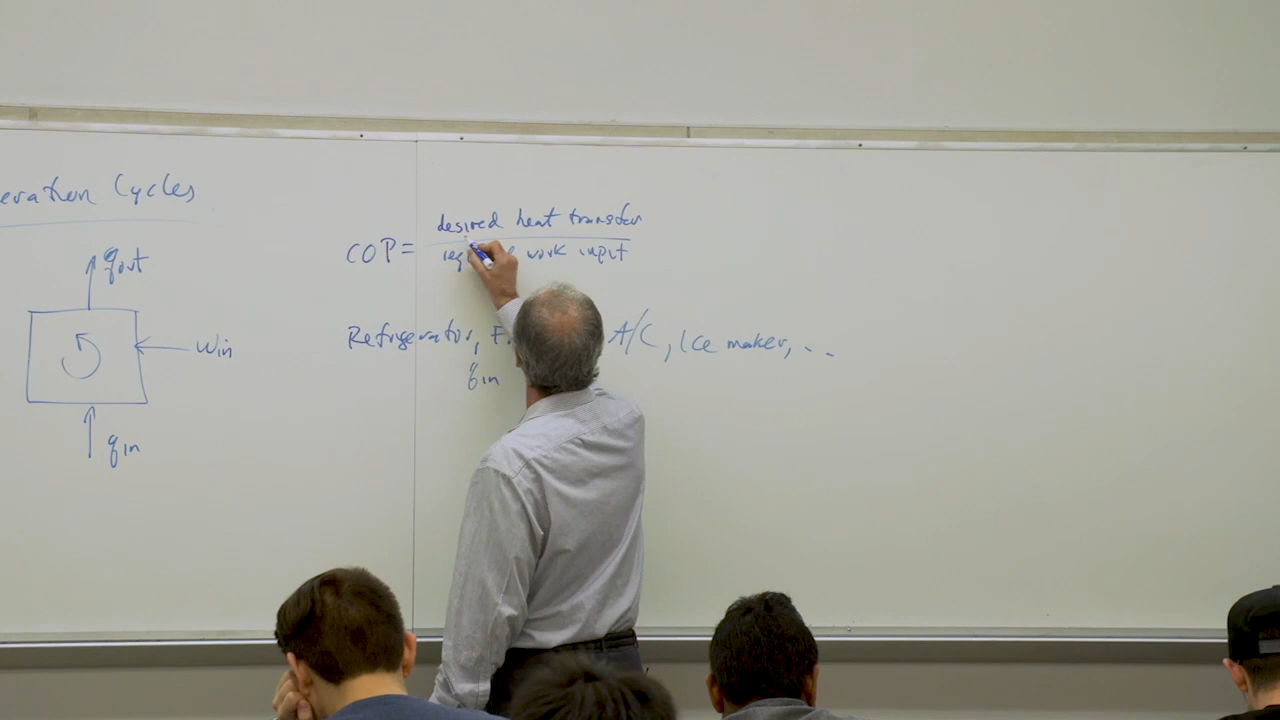 eration Cycles
qout
win
qin
desired heat transfer
COP=
work input
Refrigerator, F A/C, Ice maker, ...
qin